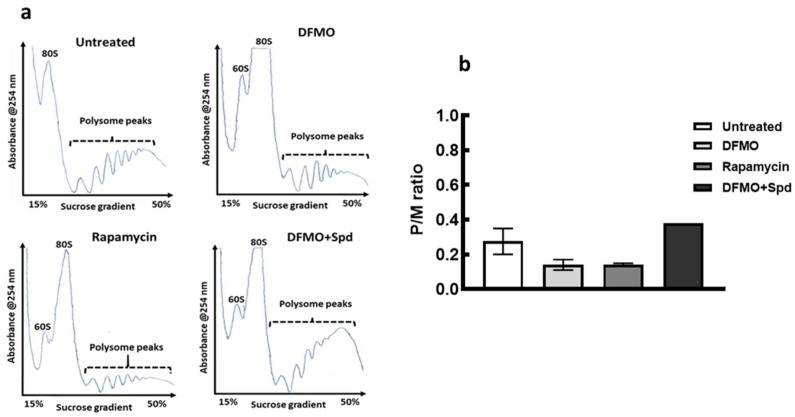 a
Untreated
80S
Polysome peaks
Absorbance @254 nm
15% Sucrose gradient 50%
DFMO
80S
60S
Polysome peaks
Absorbance @254 nm
15% Sucrose gradient 50%
Rapamycin
80S
60S
Polysome peaks
Absorbance @254 nm
15% Sucrose gradient 50%
DFMO+Spd
80S
60S
Polysome peaks
Absorbance @254 nm
15% Sucrose gradient 50%
b
P/M ratio
1.0
0.8
0.6
0.4
0.2
0.0
Untreated
DFMO
Rapamycin
DFMO+Spd